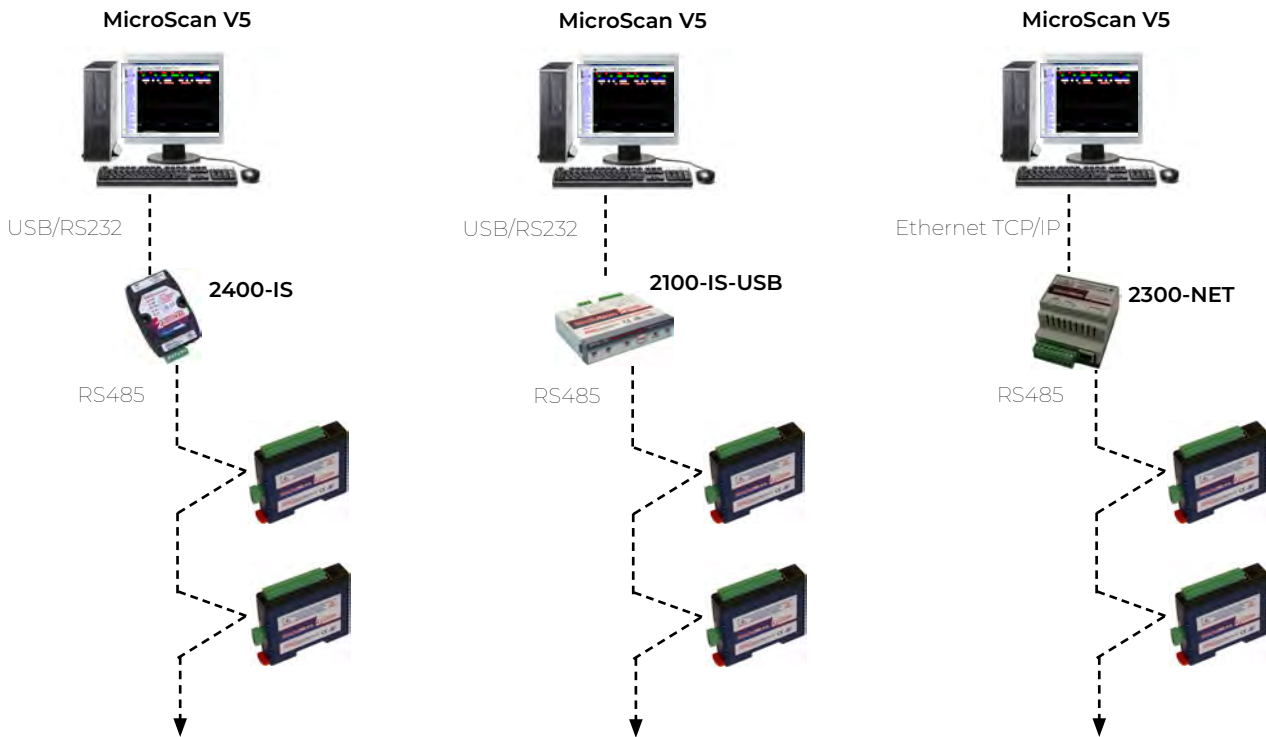 MicroScan V5
MicroScan V5
MicroScan V5
USB/RS232
USB/RS232
Ethernet TCP/IP
2400-IS
2100-IS-USB
2300-NET
RS485
RS485
RS485